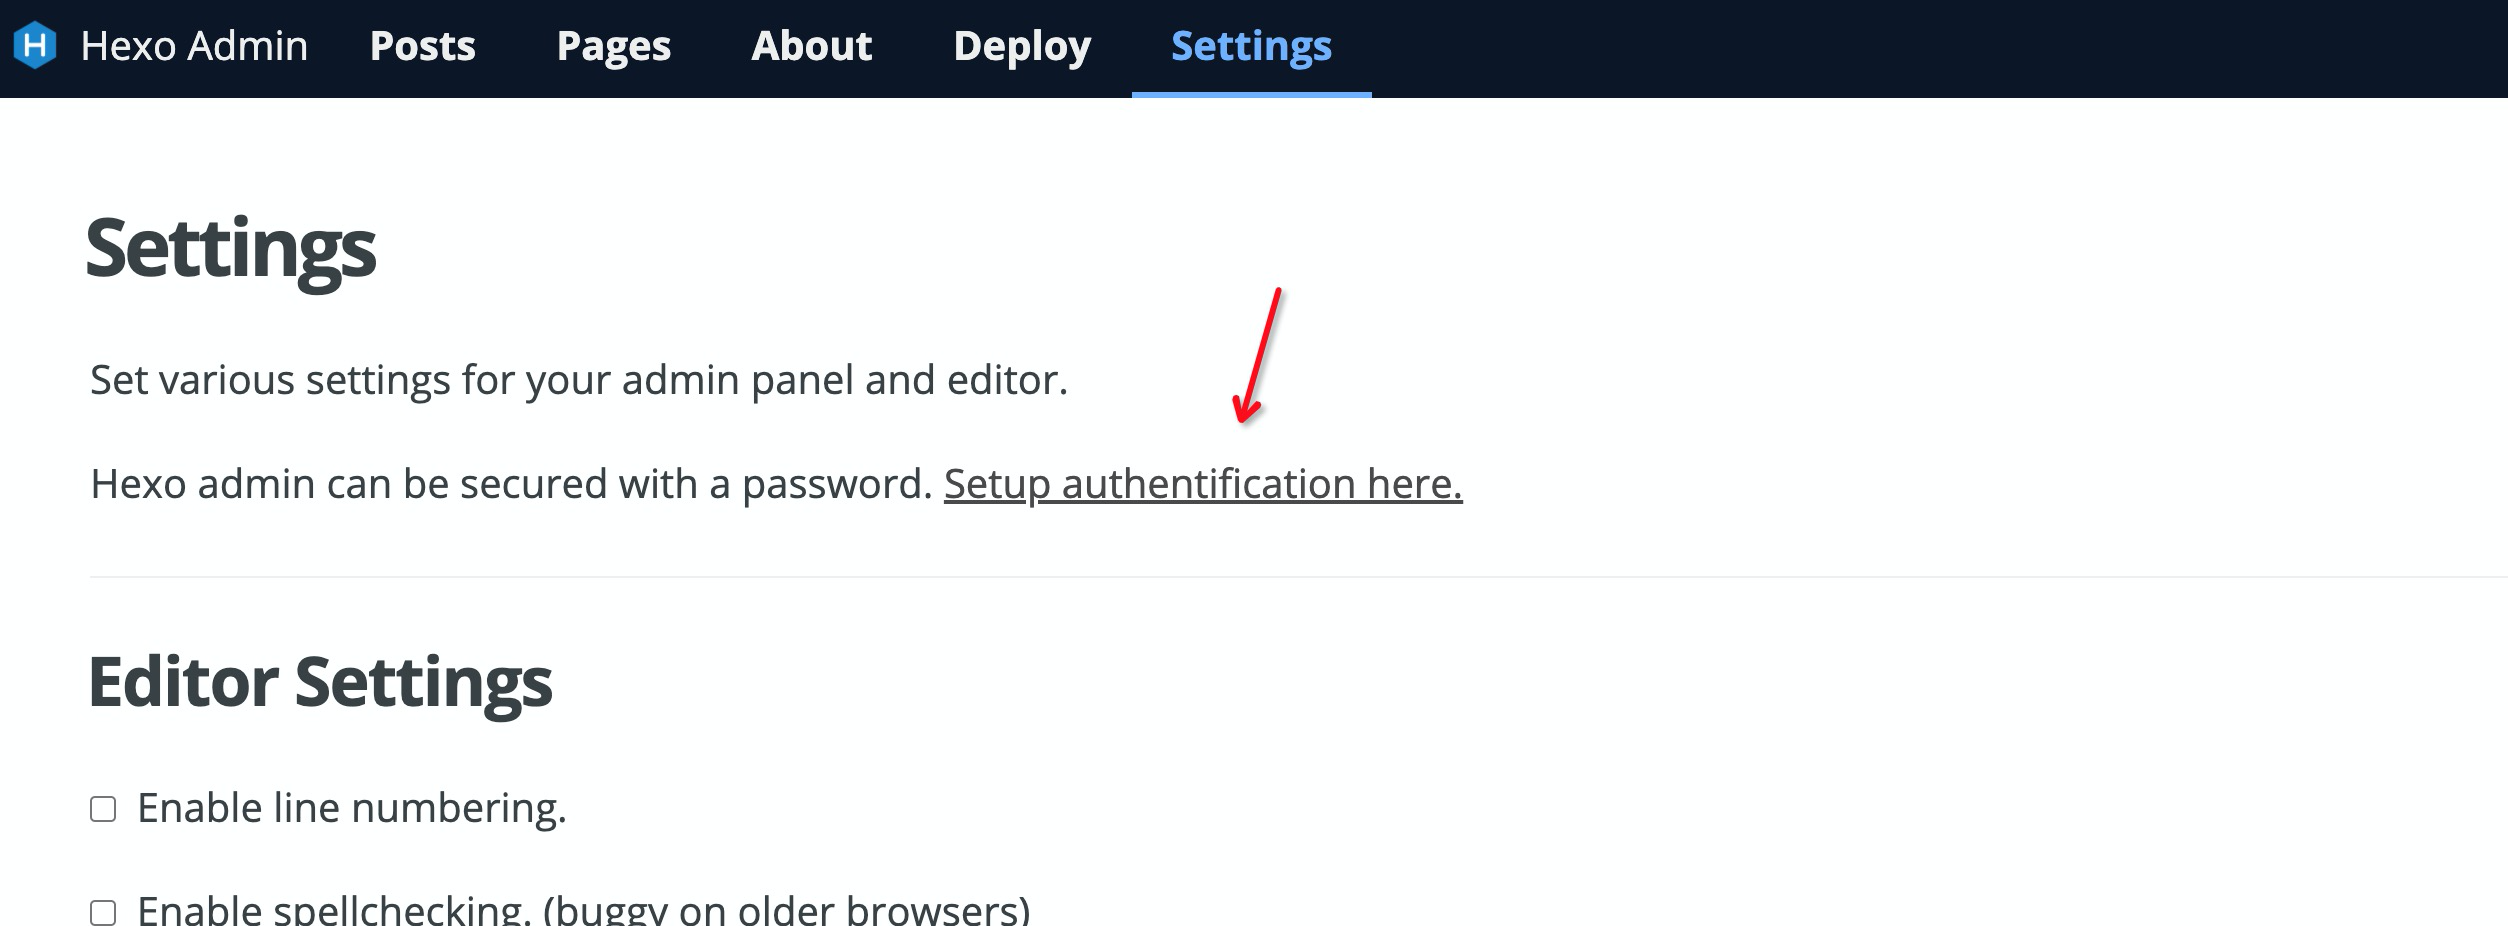 Hexo Admin Posts Pages About Deploy Settings
Settings
Set various settings for your admin panel and editor.
Hexo admin can be secured with a password. Setup authentification here.
Editor Settings
Enable line numbering.
Enable spellchecking. (buggy on older browsers)